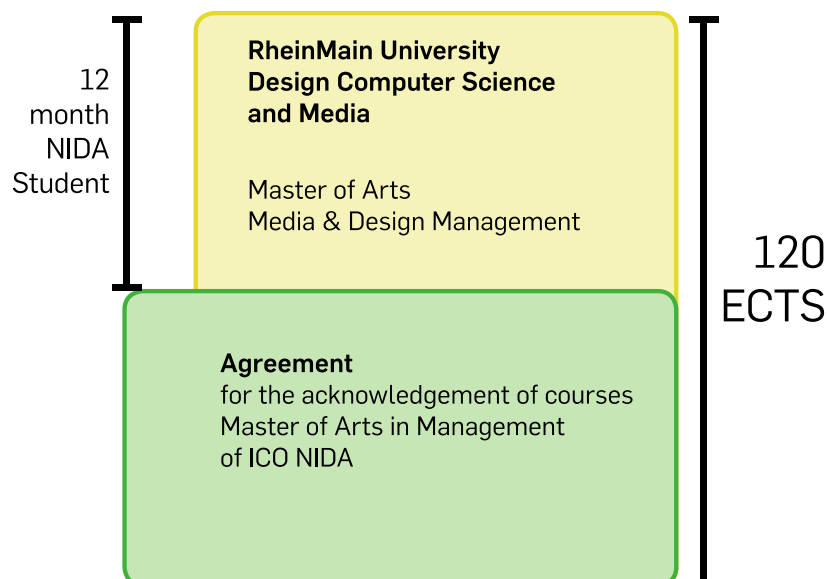 12
month
NIDA
Student
RheinMain University
Design Computer Science
and Media
Master of Arts
Media & Design Management
120
ECTS
Agreement
for the acknowledgement of courses
Master of Arts in Management
of ICO NIDA